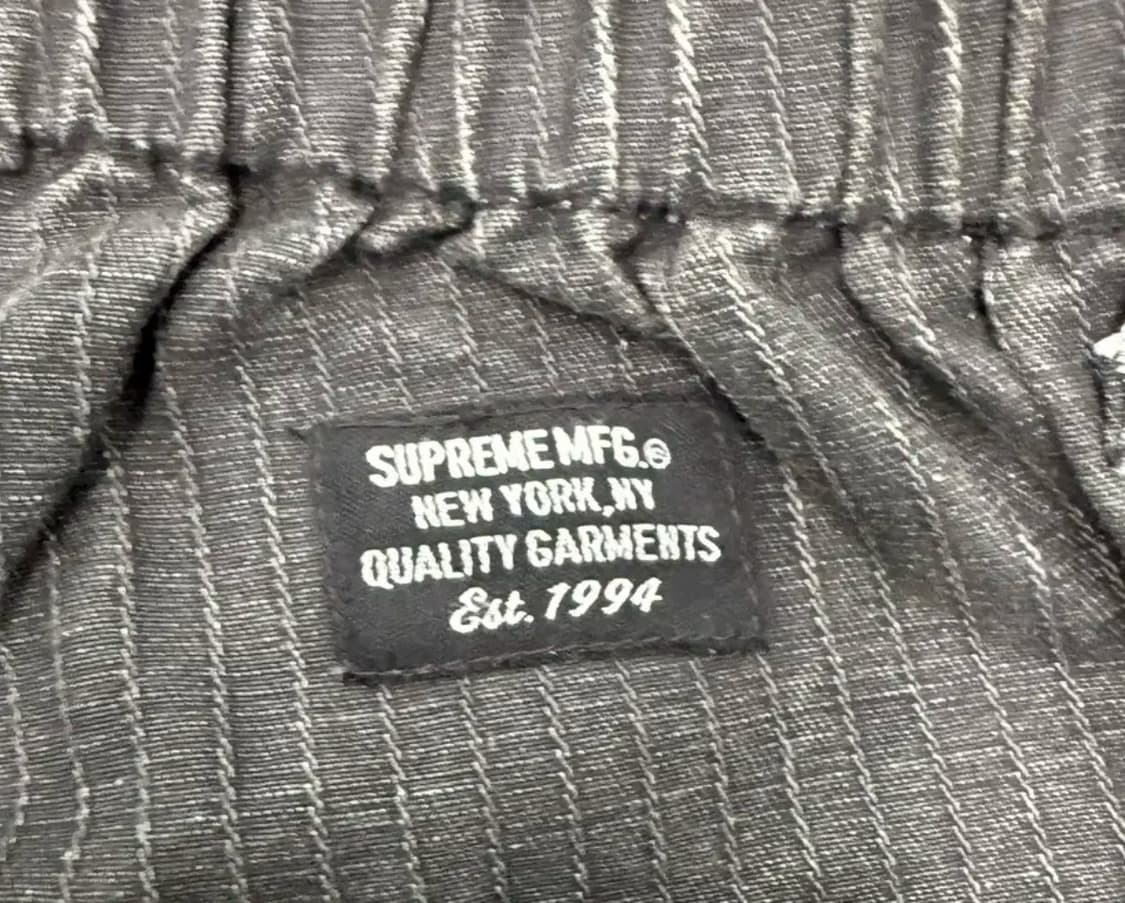 SUPREME MFG.®
NEW YORK, NY
QUALITY GARMENTS
Est. 1994